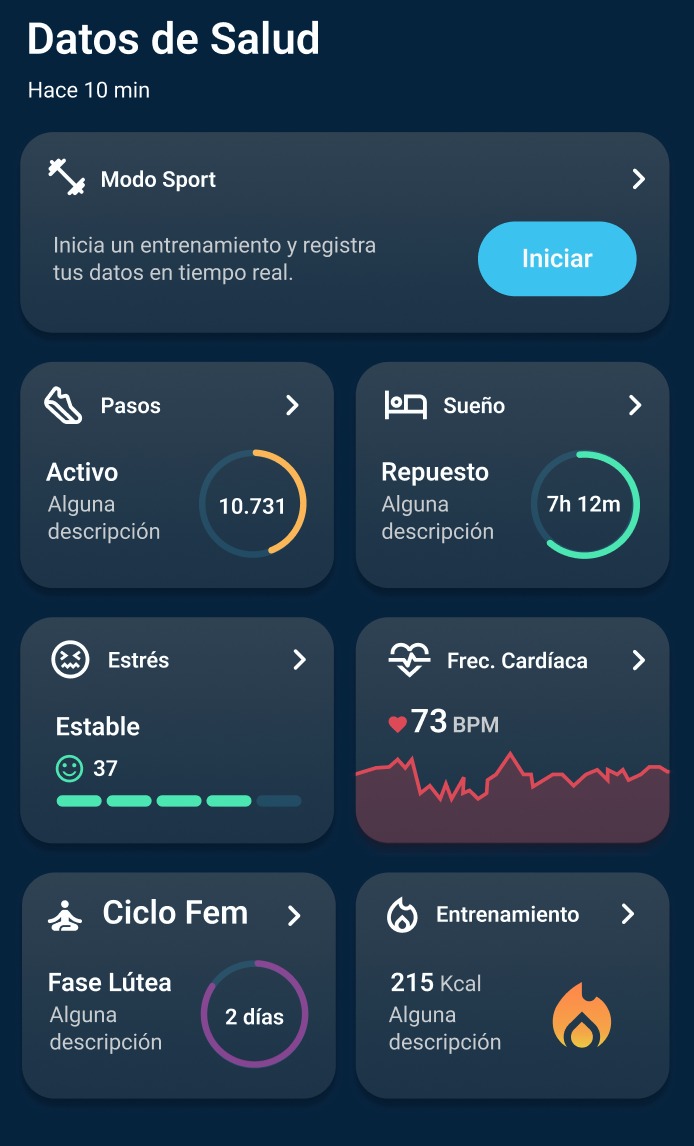 Datos de Salud
Hace 10 min
Modo Sport
Inicia un entrenamiento y registra
tus datos en tiempo real.
Iniciar
Pasos
Activo
Alguna
descripción
10.731
Sueño
Repuesto
Alguna
descripción
7h 12m
Estrés
Estable
37
Frec. Cardíaca
73 BPM
Ciclo Fem
Fase Lútea
Alguna
descripción
2 días
Entrenamiento
215 Kcal
Alguna
descripción